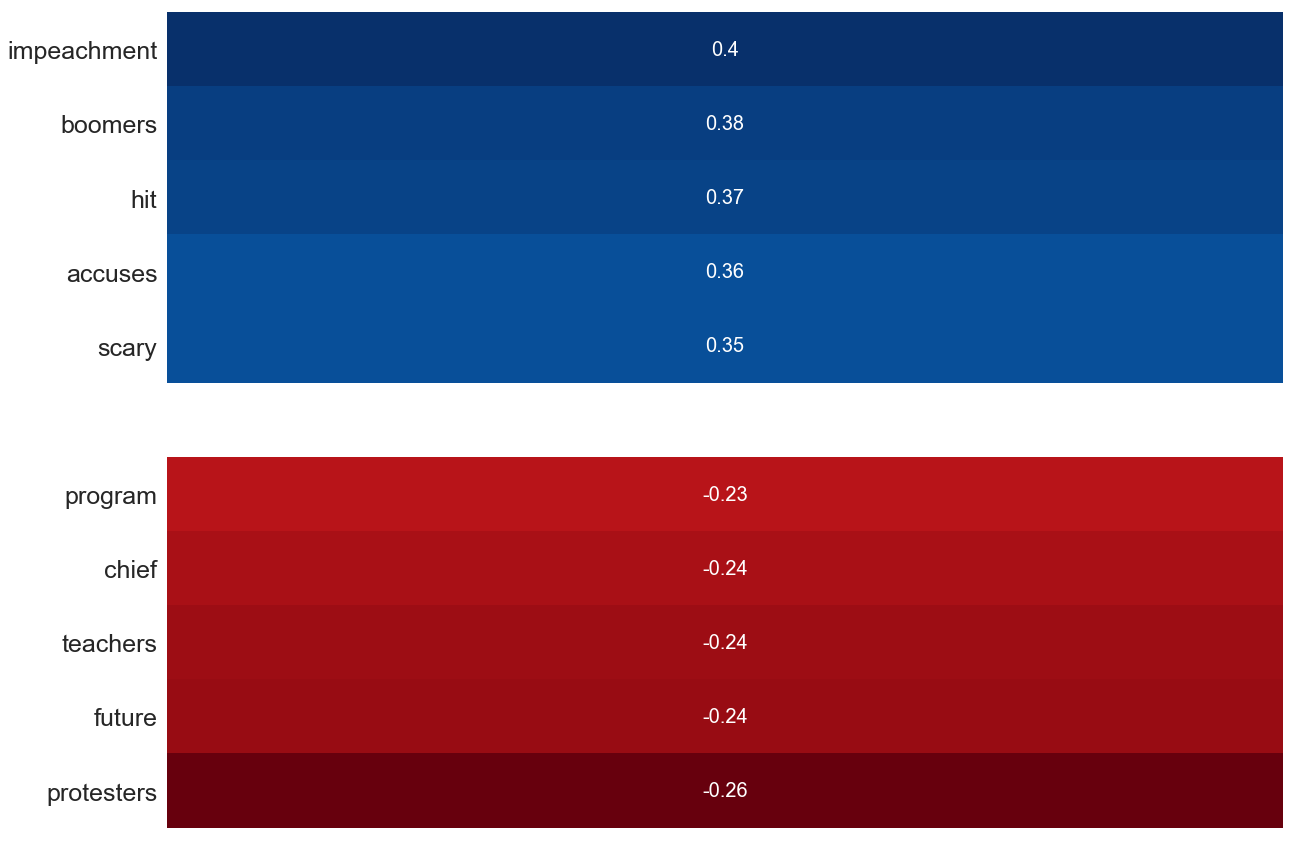 impeachment 0.4
boomers 0.38
hit 0.37
accuses 0.36
scary 0.35
program -0.23
chief -0.24
teachers -0.24
future -0.24
protesters -0.26